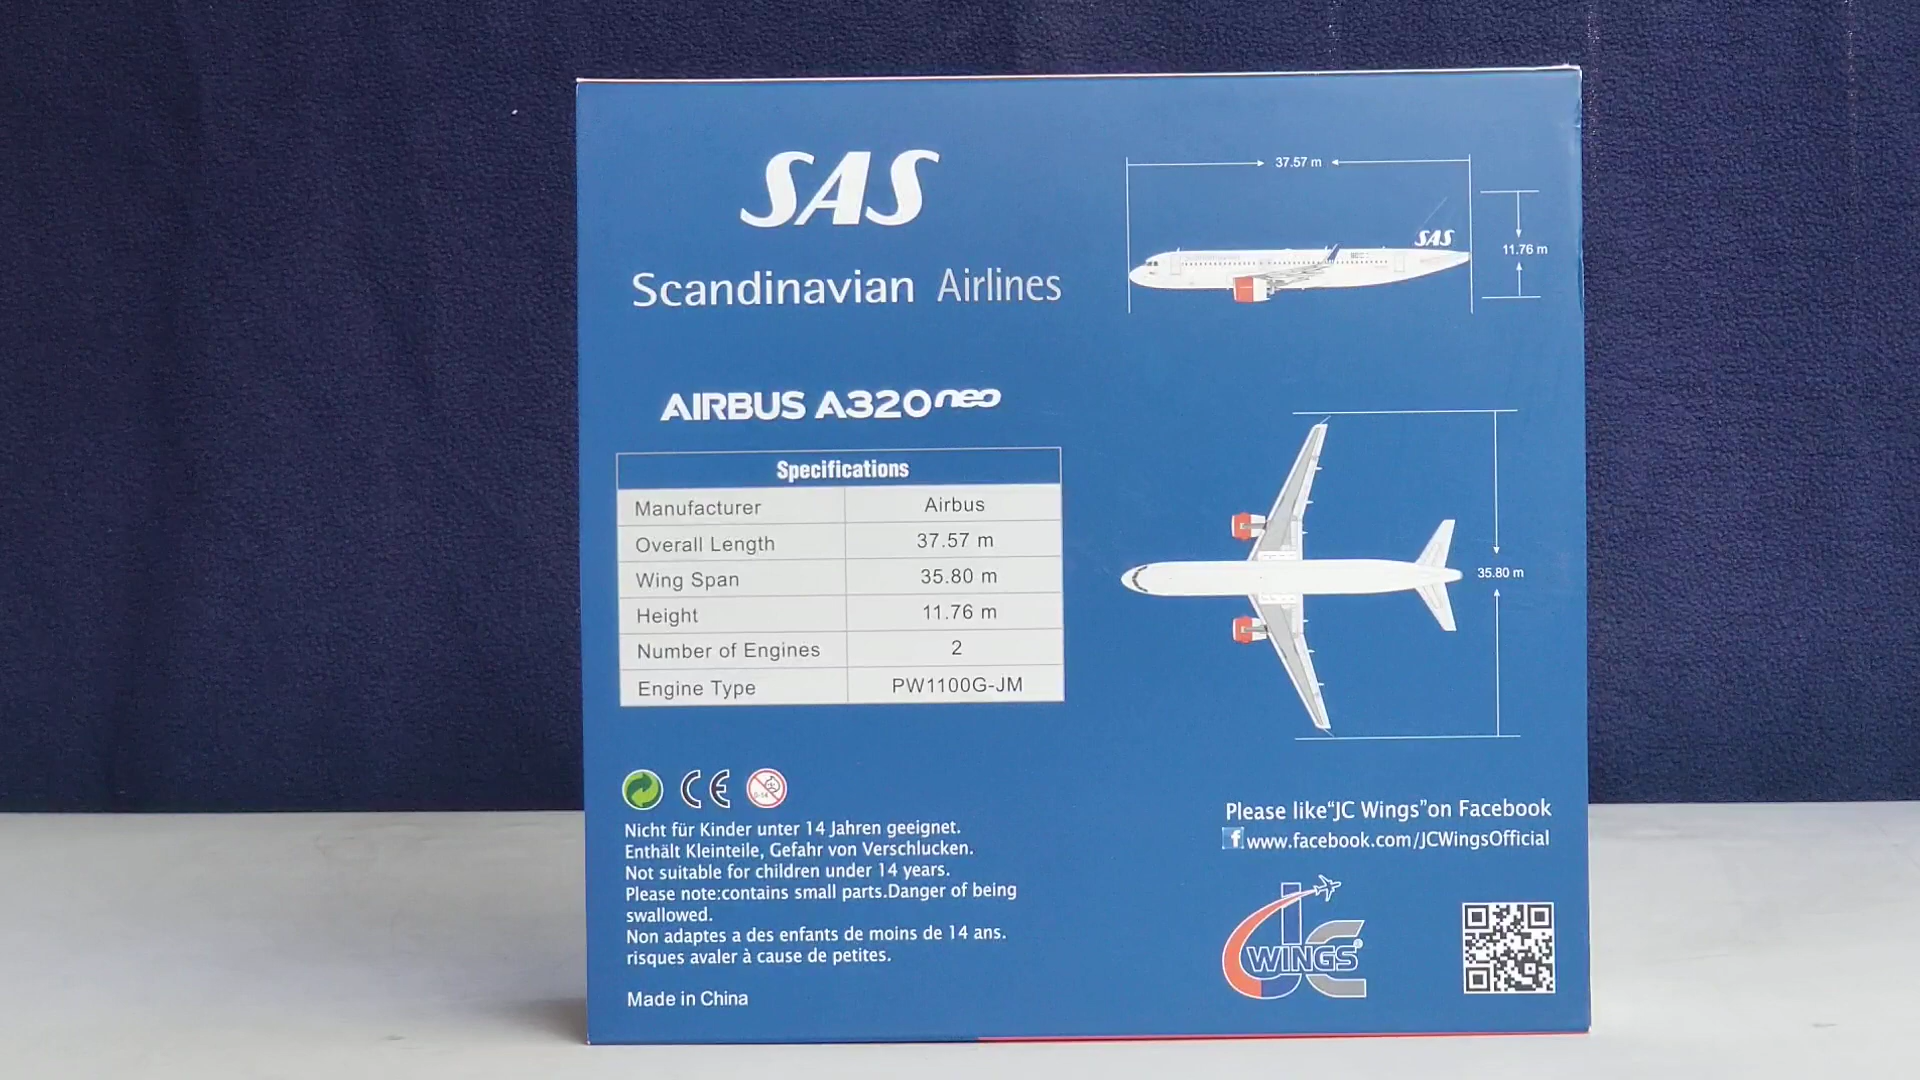 SAS
Scandinavian Airlines
AIRBUS A320neo
Specifications
Manufacturer Airbus
Overall Length 37.57 m
Wing Span 35.80 m
Height 11.76 m
Number of Engines 2
Engine Type PW1100G-JM
CE
0-14
Nicht für Kinder unter 14 Jahren geeignet.
Enthält Kleinteile, Gefahr von Verschlucken.
Not suitable for children under 14 years.
Please note:contains small parts.Danger of being
swallowed.
Non adaptes a des enfants de moins de 14 ans.
risques avaler à cause de petites.
Made in China
37.57 m
SAS
11.76 m
35.80 m
Please like“JC Wings”on Facebook
f www.facebook.com/JCWingsOfficial
JC
WINGS®